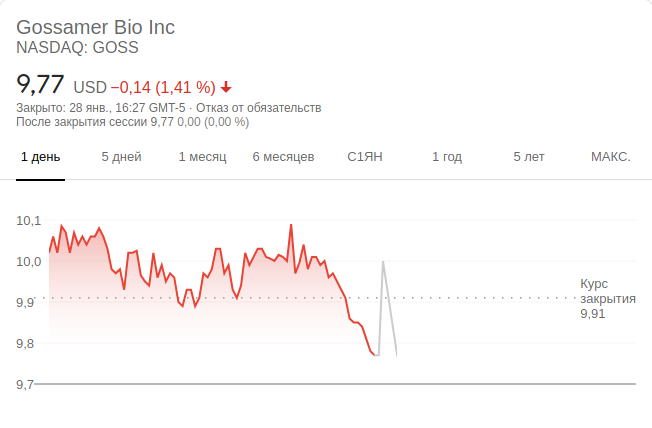 Gossamer Bio Inc
NASDAQ: GOSS
9,77 USD −0,14 (1,41 %)
Закрыто: 28 янв., 16:27 GMT-5 · Отказ от обязательств
После закрытия сессии 9,77 0,00 (0,00 %)
1 день 5 дней 1 месяц 6 месяцев С1ЯН 1 год 5 лет МАКС.
10,1
10,0
9,9
9,8
9,7
Курс
закрытия
9,91